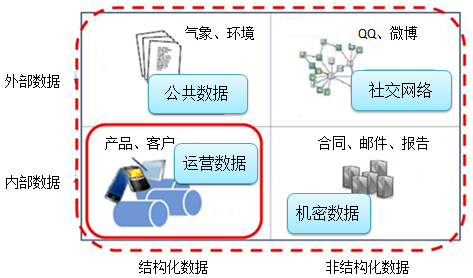 气象、环境
QQ、微博
外部数据
公共数据
社交网络
产品、客户
合同、邮件、报告
内部数据
运营数据
机密数据
结构化数据
非结构化数据